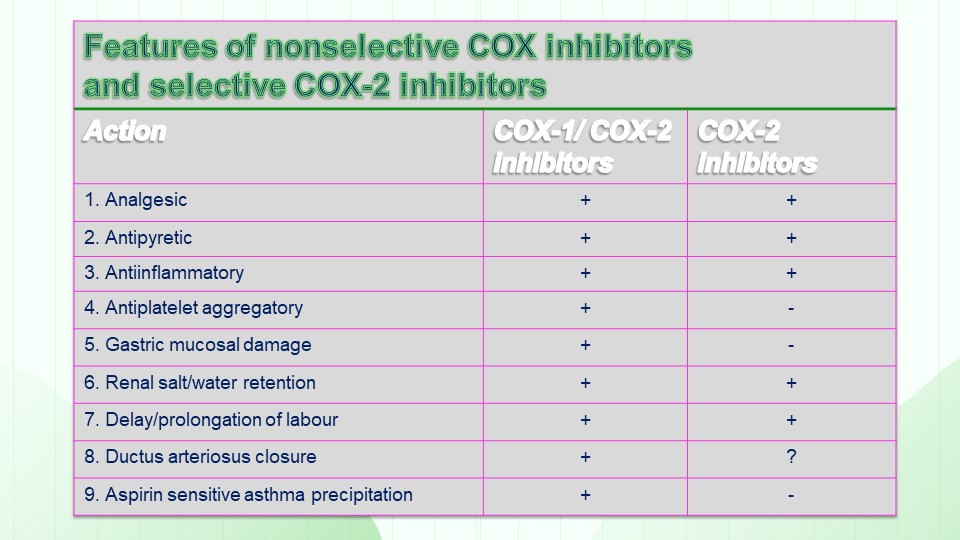 Features of nonselective COX inhibitors
and selective COX-2 inhibitors
Action COX-1/ COX-2 Inhibitors COX-2 Inhibitors
1. Analgesic + +
2. Antipyretic + +
3. Antiinflammatory + +
4. Antiplatelet aggregatory + -
5. Gastric mucosal damage + -
6. Renal salt/water retention + +
7. Delay/prolongation of labour + +
8. Ductus arteriosus closure + ?
9. Aspirin sensitive asthma precipitation + -